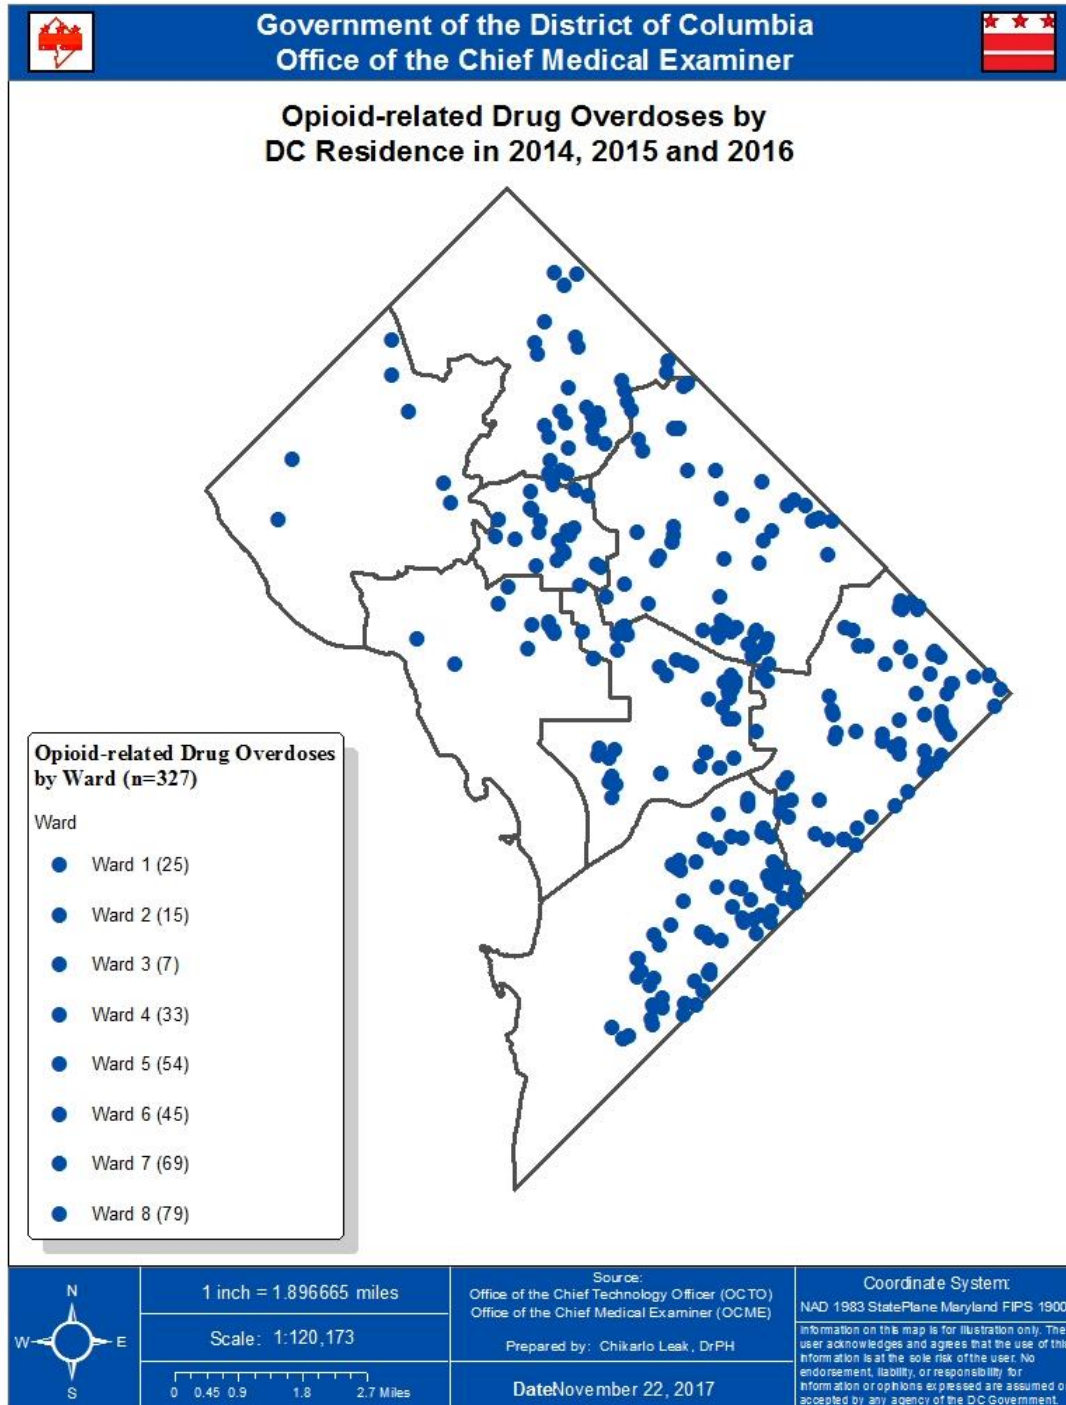 Government of the District of Columbia
Office of the Chief Medical Examiner
Opioid-related Drug Overdoses by
DC Residence in 2014, 2015 and 2016
Opioid-related Drug Overdoses
by Ward (n=327)
Ward
Ward 1 (25)
Ward 2 (15)
Ward 3 (7)
Ward 4 (33)
Ward 5 (54)
Ward 6 (45)
Ward 7 (69)
Ward 8 (79)
N
W E
S
1 inch = 1.896665 miles
Scale: 1:120,173
0 0.45 0.9 1.8 2.7 Miles
Source:
Office of the Chief Technology Officer (OCTO)
Office of the Chief Medical Examiner (OCME)
Prepared by: Chikarlo Leak, DrPH
Date:November 22, 2017
Coordinate System:
NAD 1983 StatePlane Maryland FIPS 1900
Information on this map is for illustration only. The
user acknowledges and agrees that the use of this
information is at the sole risk of the user. No
endorsement, liability, or responsibility for
information or opinions expressed are assumed or
accepted by any agency of the DC Government.